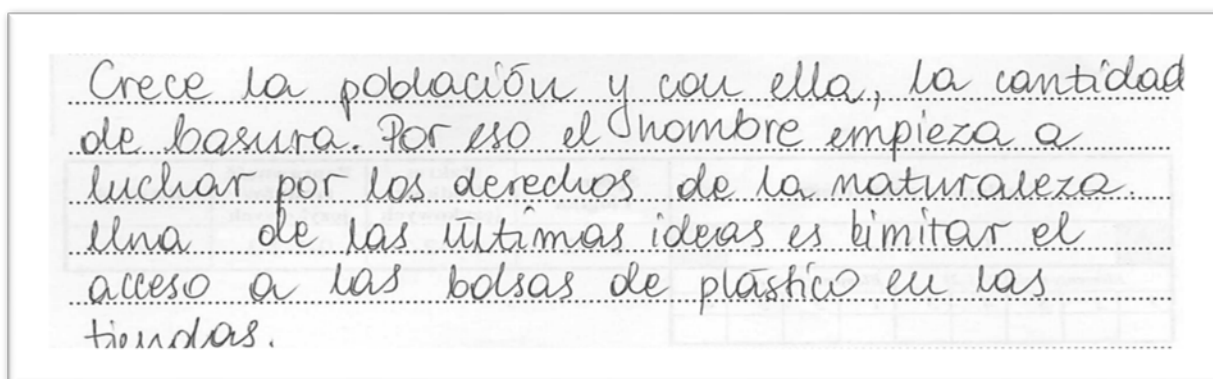 Crece la población y con ella, la cantidad
de basura. Por eso el hombre empieza a
luchar por los derechos de la naturaleza.
Una de las últimas ideas es limitar el
acceso a las bolsas de plástico en las
tiendas.